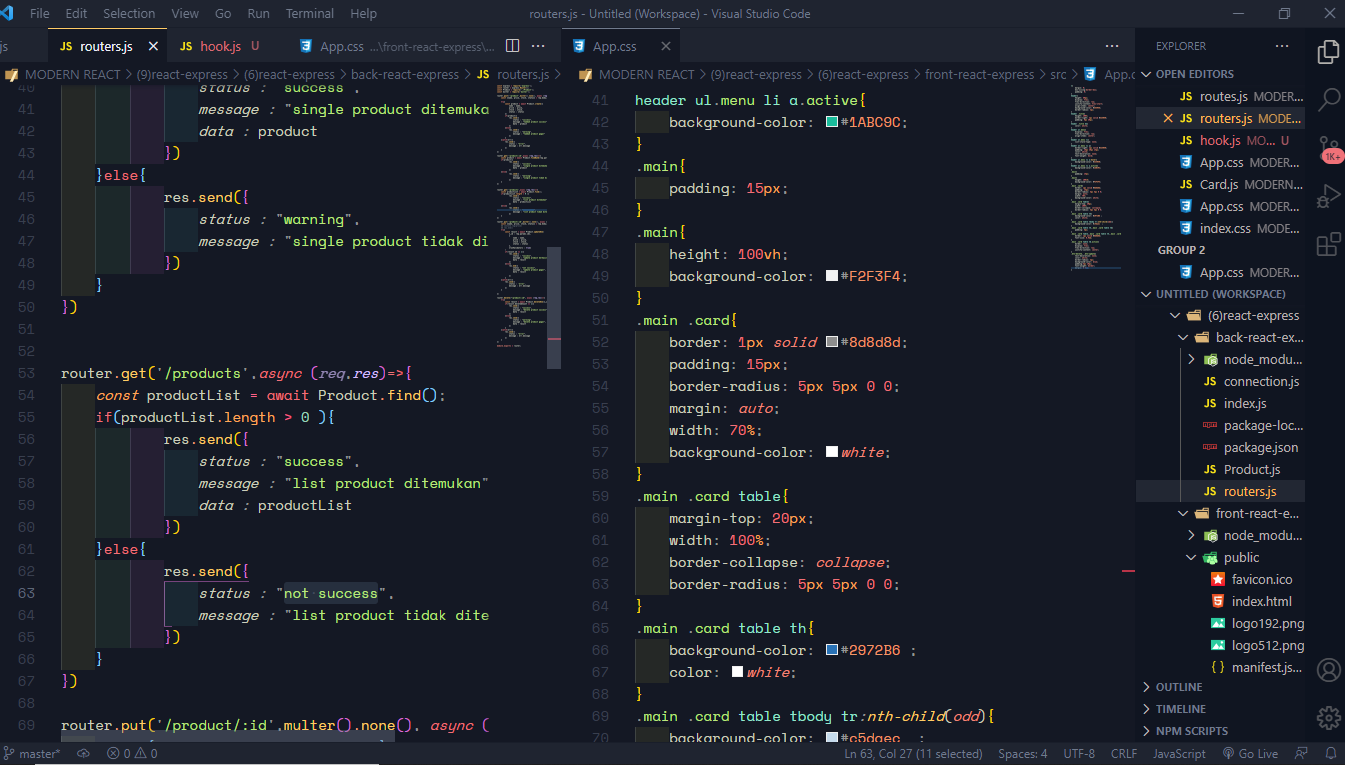 File Edit Selection View Go Run Terminal Help
routers.js - Untitled (Workspace) - Visual Studio Code
js
JS routers.js
JS hook.js U
App.css ...\front-react-express\...
App.css
MODERN REACT > (9)react-express > (6)react-express > back-react-express > JS routers.js >
40 status : "success",
41 message : "single product ditemuka
42 data : product
43 })
44 }else{
45 res.send({
46 status : "warning",
47 message : "single product tidak di
48 })
49 }
50 })
51
52
53 router.get('/products',async (req,res)=>{
54 const productList = await Product.find();
55 if(productList.length > 0 ){
56 res.send({
57 status : "success",
58 message : "list product ditemukan"
59 data : productList
60 })
61 }else{
62 res.send({
63 status : "not success",
64 message : "list product tidak dite
65 })
66 }
67 })
68
69 router.put('/product/:id',multer().none(), async (
MODERN REACT > (9)react-express > (6)react-express > front-react-express > src > App.c
41 header ul.menu li a.active{
42 background-color: #1ABC9C;
43 }
44 .main{
45 padding: 15px;
46 }
47 .main{
48 height: 100vh;
49 background-color: #F2F3F4;
50 }
51 .main .card{
52 border: 1px solid #8d8d8d;
53 padding: 15px;
54 border-radius: 5px 5px 0 0;
55 margin: auto;
56 width: 70%;
57 background-color: white;
58 }
59 .main .card table{
60 margin-top: 20px;
61 width: 100%;
62 border-collapse: collapse;
63 border-radius: 5px 5px 0 0;
64 }
65 .main .card table th{
66 background-color: #2972B6 ;
67 color: white;
68 }
69 .main .card table tbody tr:nth-child(odd){
70 background-color: #c5daec ;
EXPLORER
OPEN EDITORS
JS routes.js MODER...
JS routers.js MODE...
JS hook.js MO... U
App.css MODER...
JS Card.js MODERN...
App.css MODER...
index.css MODE...
GROUP 2
App.css MODER...
UNTITLED (WORKSPACE)
(6)react-express
back-react-ex...
node_modu...
JS connection.js
JS index.js
package-loc...
package.json
JS Product.js
JS routers.js
front-react-e...
node_modu...
public
favicon.ico
index.html
logo192.png
logo512.png
{ } manifest.js...
OUTLINE
TIMELINE
NPM SCRIPTS
1K+
master*
0 0
Ln 63, Col 27 (11 selected)
Spaces: 4
UTF-8
CRLF
JavaScript
Go Live